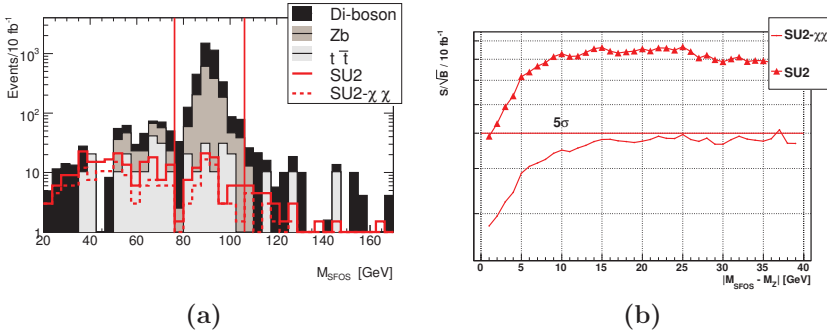 Events/10 fb⁻¹
10³
10²
10
1
20 40 60 80 100 120 140 160
M_SFOS [GeV]
Di-boson
Zb
t t̅
SU2
SU2-χ χ
(a)
S/√B / 10 fb⁻¹
5σ
SU2-χχ
SU2
0 5 10 15 20 25 30 35 40
|M_SFOS - M_Z| [GeV]
(b)